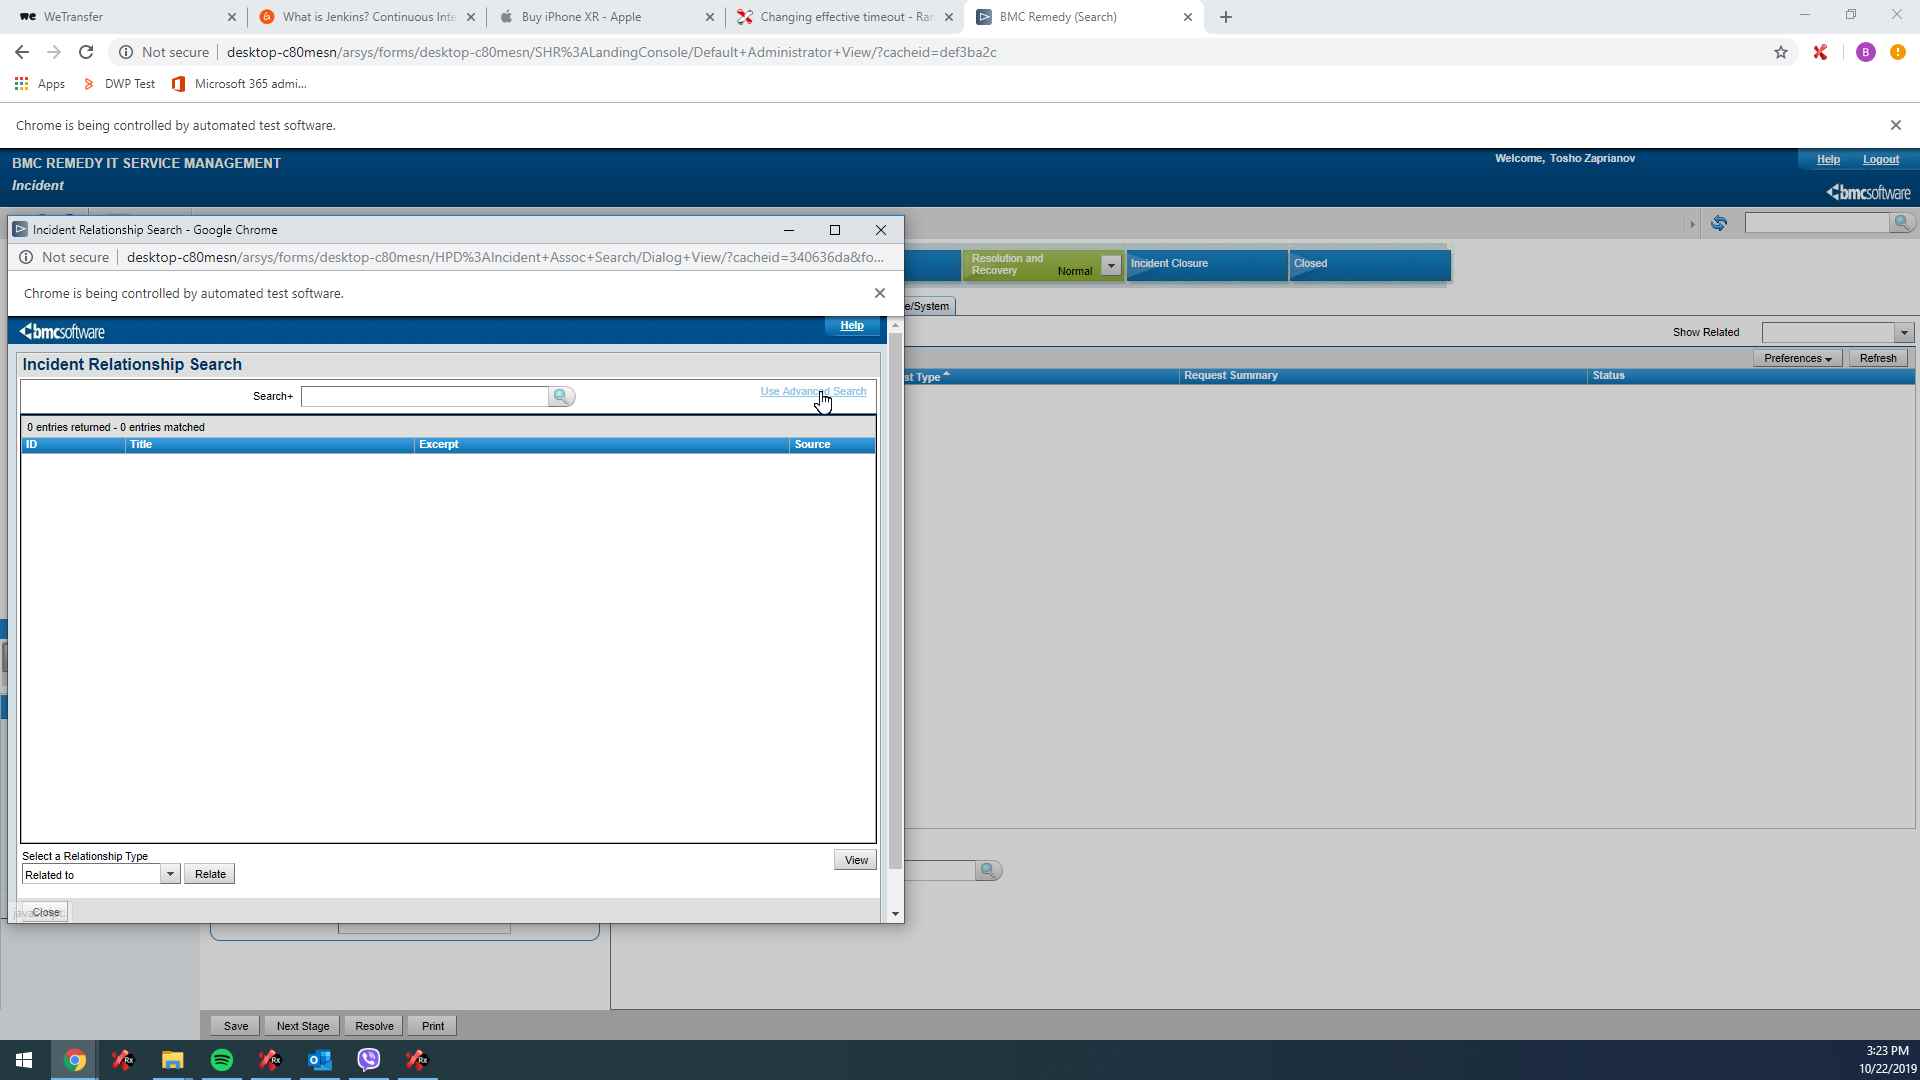 WeTransfer
What is Jenkins? Continuous Inte
Buy iPhone XR - Apple
Changing effective timeout - Ran
BMC Remedy (Search)
Not secure
desktop-c80mesn/arsys/forms/desktop-c80mesn/SHR%3ALandingConsole/Default+Administrator+View/?cacheid=def3ba2c
B
Apps
DWP Test
Microsoft 365 admi...
Chrome is being controlled by automated test software.
BMC REMEDY IT SERVICE MANAGEMENT
Welcome, Tosho Zaprianov
Help
Logout
Incident
bmcsoftware
Incident Relationship Search - Google Chrome
Not secure
desktop-c80mesn/arsys/forms/desktop-c80mesn/HPD%3AIncident+Assoc+Search/Dialog+View/?cacheid=340636da&fo...
Chrome is being controlled by automated test software.
bmcsoftware
Help
Incident Relationship Search
Search+
Use Advanced Search
0 entries returned - 0 entries matched
ID
Title
Excerpt
Source
Select a Relationship Type
Related to
Relate
View
Close
Resolution and
Recovery
Normal
Incident Closure
Closed
e/System
Show Related
Preferences
Refresh
st Type
Request Summary
Status
Save
Next Stage
Resolve
Print
3:23 PM
10/22/2019